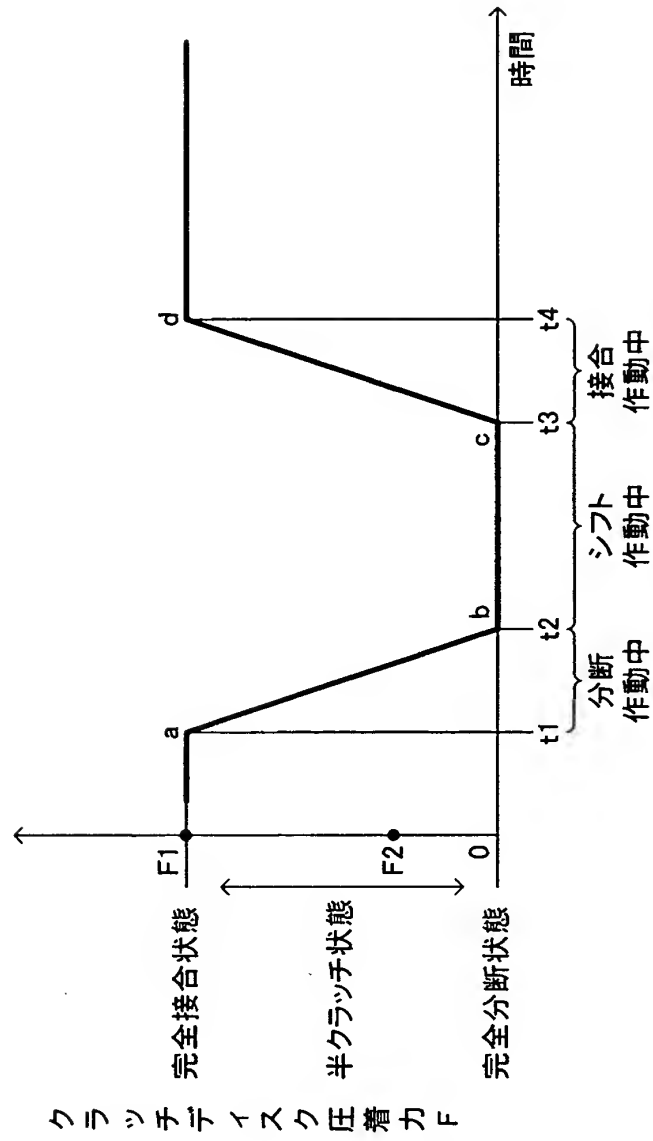 クラッチディスク圧着力F
完全接合状態
半クラッチ状態
完全分断状態
F1
F2
0
a
b
c
d
t1
t2
t3
t4
時間
分断
作動中
シフト
作動中
接合
作動中